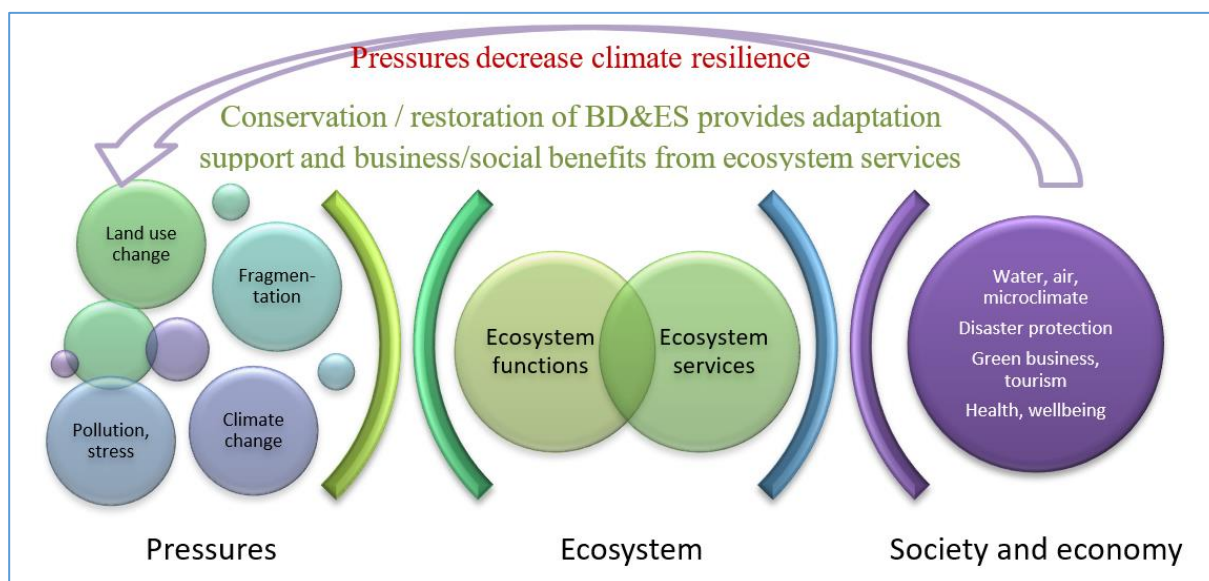 Pressures decrease climate resilience
Conservation / restoration of BD&ES provides adaptation
support and business/social benefits from ecosystem services
Land use
change
Fragmen-
tation
Pollution,
stress
Climate
change
Ecosystem
functions
Ecosystem
services
Water, air,
microclimate
Disaster protection
Green business,
tourism
Health, wellbeing
Pressures
Ecosystem
Society and economy